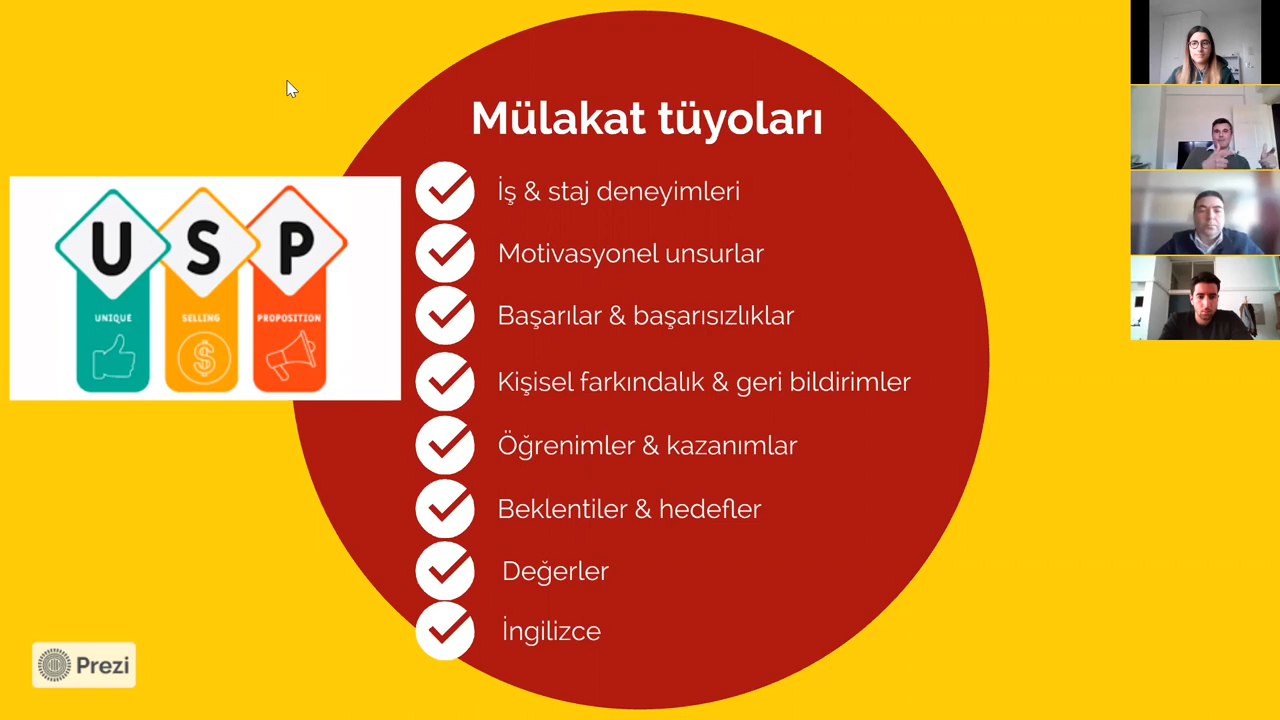 Mülakat tüyoları
İş & staj deneyimleri
Motivasyonel unsurlar
Başarılar & başarısızlıklar
Kişisel farkındalık & geri bildirimler
Öğrenimler & kazanımlar
Beklentiler & hedefler
Değerler
İngilizce
U S P
UNIQUE SELLING PROPOSITION
Prezi